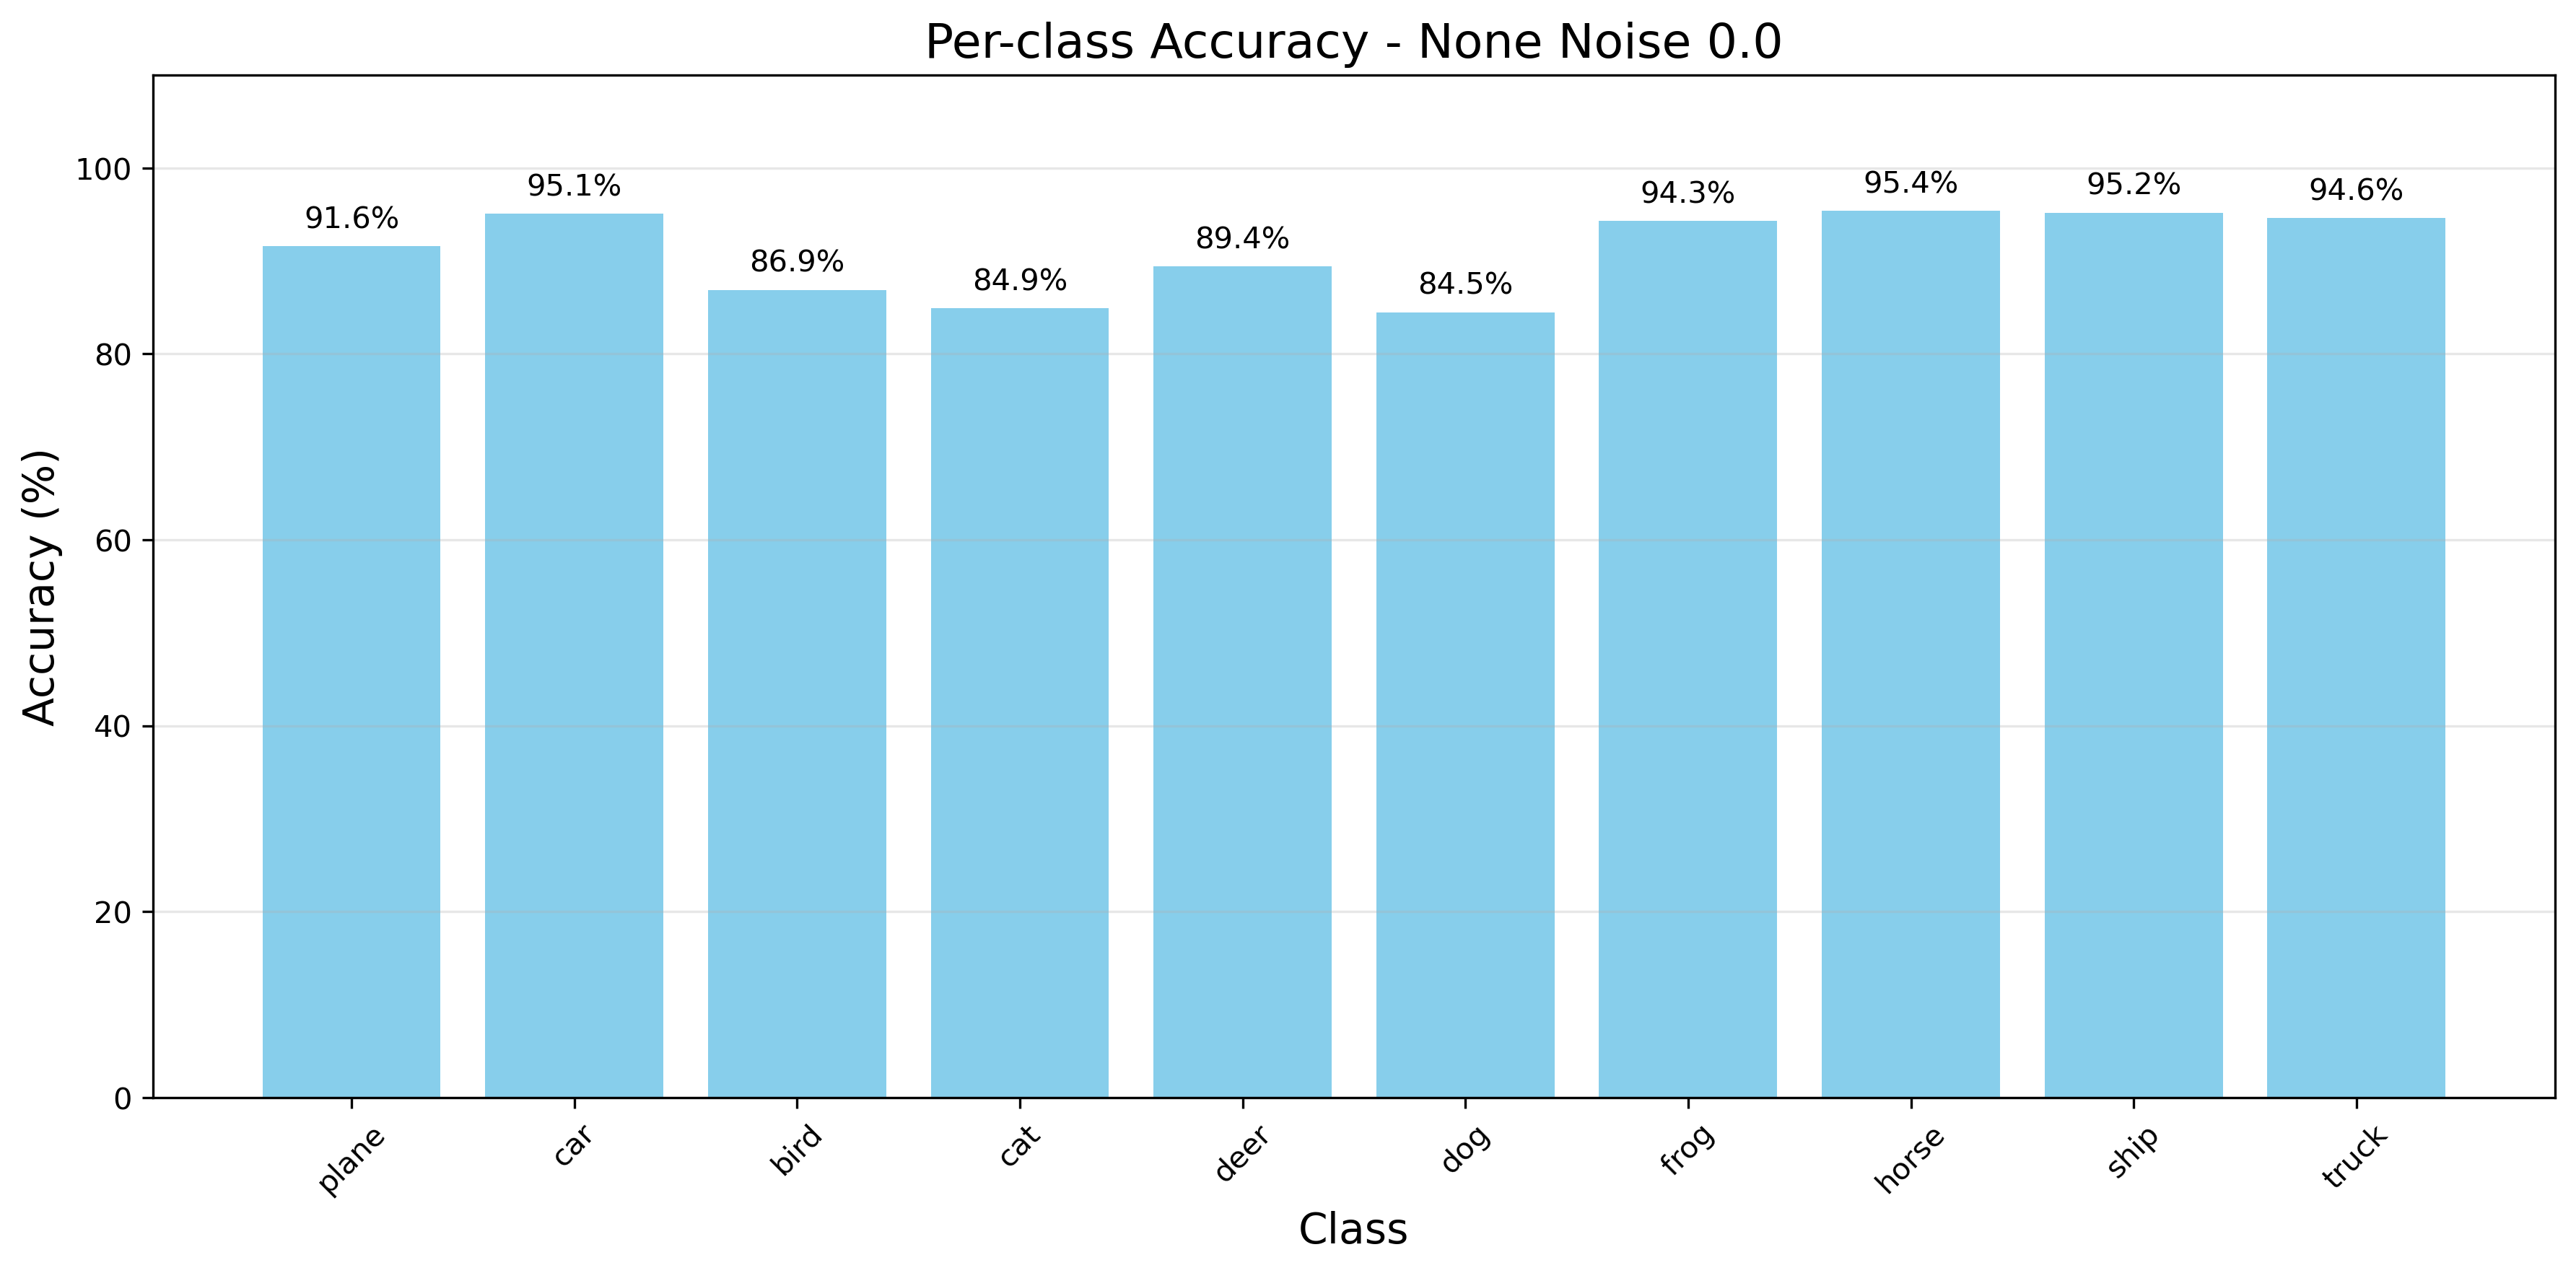 Per-class Accuracy - None Noise 0.0
Accuracy (%)
100
80
60
40
20
0
91.6%
95.1%
86.9%
84.9%
89.4%
84.5%
94.3%
95.4%
95.2%
94.6%
plane
car
bird
cat
deer
dog
frog
horse
ship
truck
Class